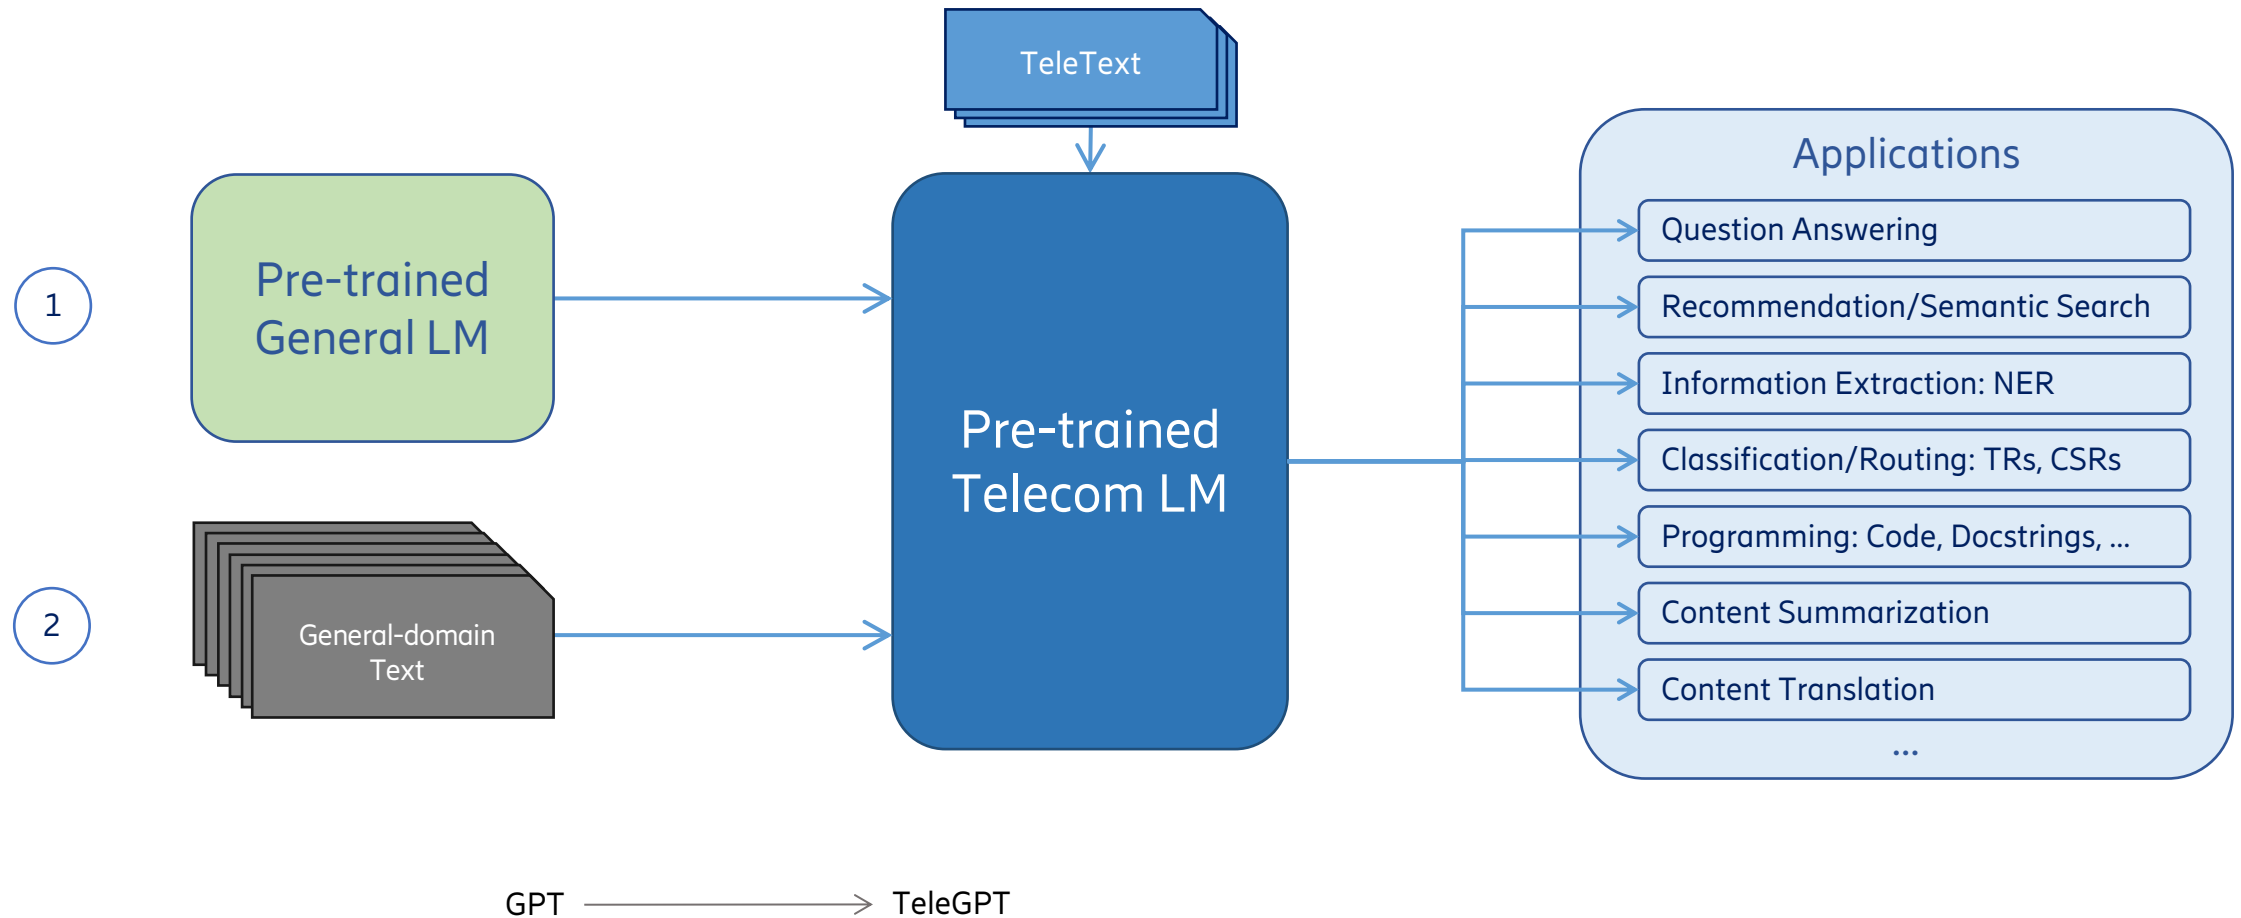 TeleText
Applications
Pre-trained
General LM
1
Pre-trained
Telecom LM
Question Answering
Recommendation/Semantic Search
Information Extraction: NER
Classification/Routing: TRs, CSRs
Programming: Code, Docstrings, ...
Content Summarization
Content Translation
...
2
General-domain
Text
GPT
TeleGPT